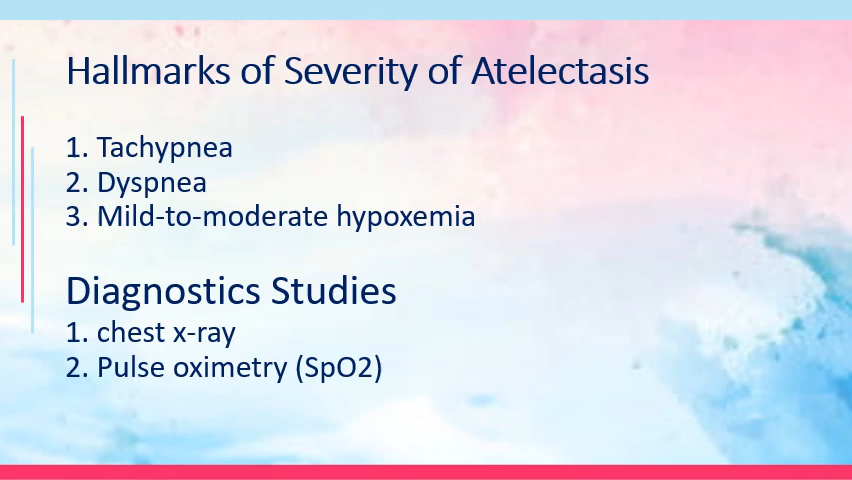 Hallmarks of Severity of Atelectasis
1. Tachypnea
2. Dyspnea
3. Mild-to-moderate hypoxemia
Diagnostics Studies
1. chest x-ray
2. Pulse oximetry (SpO2)